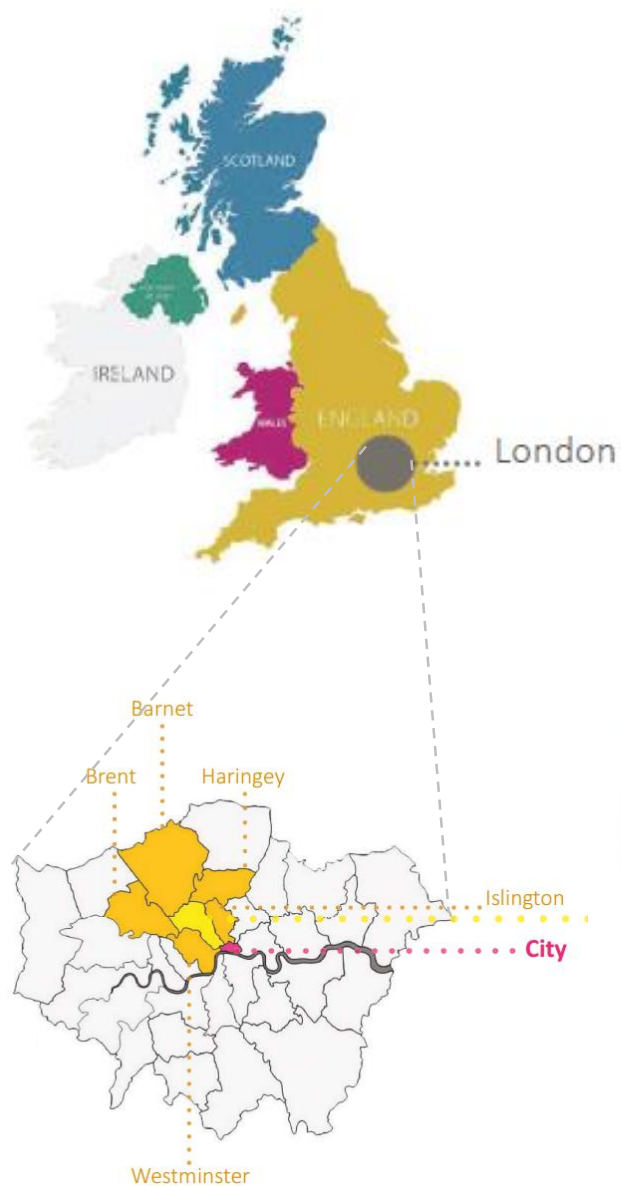 SCOTLAND
IRELAND
WALES
ENGLAND
London
Barnet
Brent
Haringey
Islington
City
Westminster